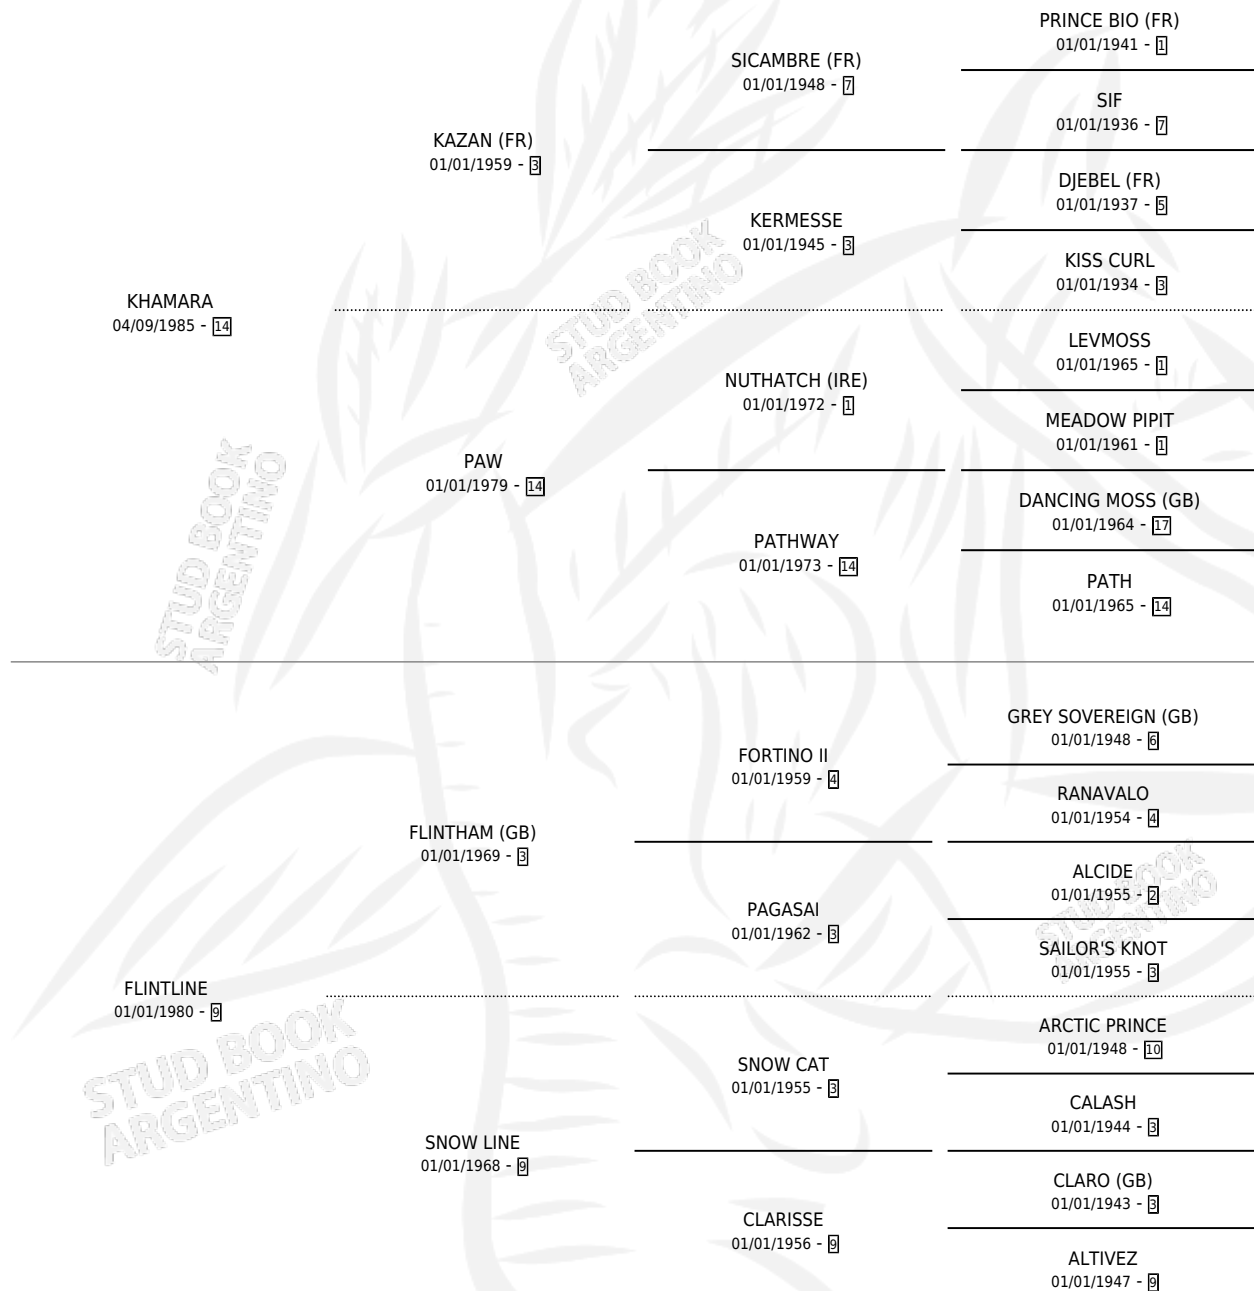 PRINCE BIO (FR)
01/01/1941 - 1
SICAMBRE (FR)
01/01/1948 - 7
SIF
01/01/1936 - 7
KAZAN (FR)
01/01/1959 - 3
DJEBEL (FR)
01/01/1937 - 5
KERMESSE
01/01/1945 - 3
KISS CURL
01/01/1934 - 3
KHAMARA
04/09/1985 - 14
STUD BOOK
ARGENTINO
LEVMOSS
01/01/1965 - 1
NUTHATCH (IRE)
01/01/1972 - 1
MEADOW PIPIT
01/01/1961 - 1
PAW
01/01/1979 - 14
DANCING MOSS (GB)
01/01/1964 - 17
PATHWAY
01/01/1973 - 14
PATH
01/01/1965 - 14
STUD BOOK
ARGENTINO
GREY SOVEREIGN (GB)
01/01/1948 - 6
FORTINO II
01/01/1959 - 4
RANAVALO
01/01/1954 - 4
FLINTHAM (GB)
01/01/1969 - 3
ALCIDE
01/01/1955 - 2
PAGASAI
01/01/1962 - 3
SAILOR'S KNOT
01/01/1955 - 3
STUD BOOK
ARGENTINO
FLINTLINE
01/01/1980 - 9
ARCTIC PRINCE
01/01/1948 - 10
SNOW CAT
01/01/1955 - 3
CALASH
01/01/1944 - 3
STUD BOOK
ARGENTINO
SNOW LINE
01/01/1968 - 9
CLARO (GB)
01/01/1943 - 3
CLARISSE
01/01/1956 - 9
ALTIVEZ
01/01/1947 - 9